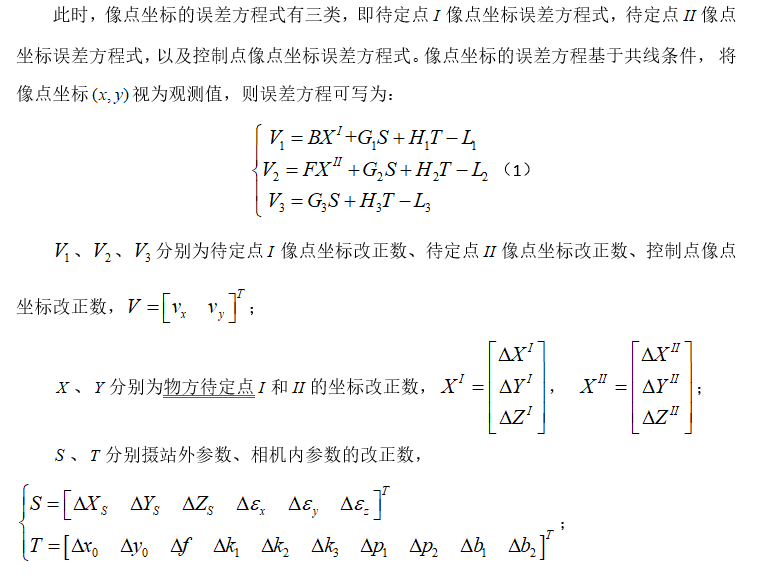 此时，像点坐标的误差方程式有三类，即待定点 I 像点坐标误差方程式，待定点 II 像点
坐标误差方程式，以及控制点像点坐标误差方程式。像点坐标的误差方程基于共线条件， 将
像点坐标 (x, y) 视为观测值，则误差方程可写为：
V₁ = BX^I + G₁S + H₁T − L₁
V₂ = FX^II + G₂S + H₂T − L₂ （1）
V₃ = G₃S + H₃T − L₃
V₁、V₂、V₃ 分别为待定点 I 像点坐标改正数、待定点 II 像点坐标改正数、控制点像点
坐标改正数，V = [v_x v_y]^T；
X 、Y 分别为物方待定点 I 和 II 的坐标改正数， X^I = [ΔX^I ΔY^I ΔZ^I]， X^II = [ΔX^II ΔY^II ΔZ^II]；
S 、T 分别摄站外参数、相机内参数的改正数，
S = [ΔX_S ΔY_S ΔZ_S Δε_x Δε_y Δε_z]^T
T = [Δx₀ Δy₀ Δf Δk₁ Δk₂ Δk₃ Δp₁ Δp₂ Δb₁ Δb₂]^T ；